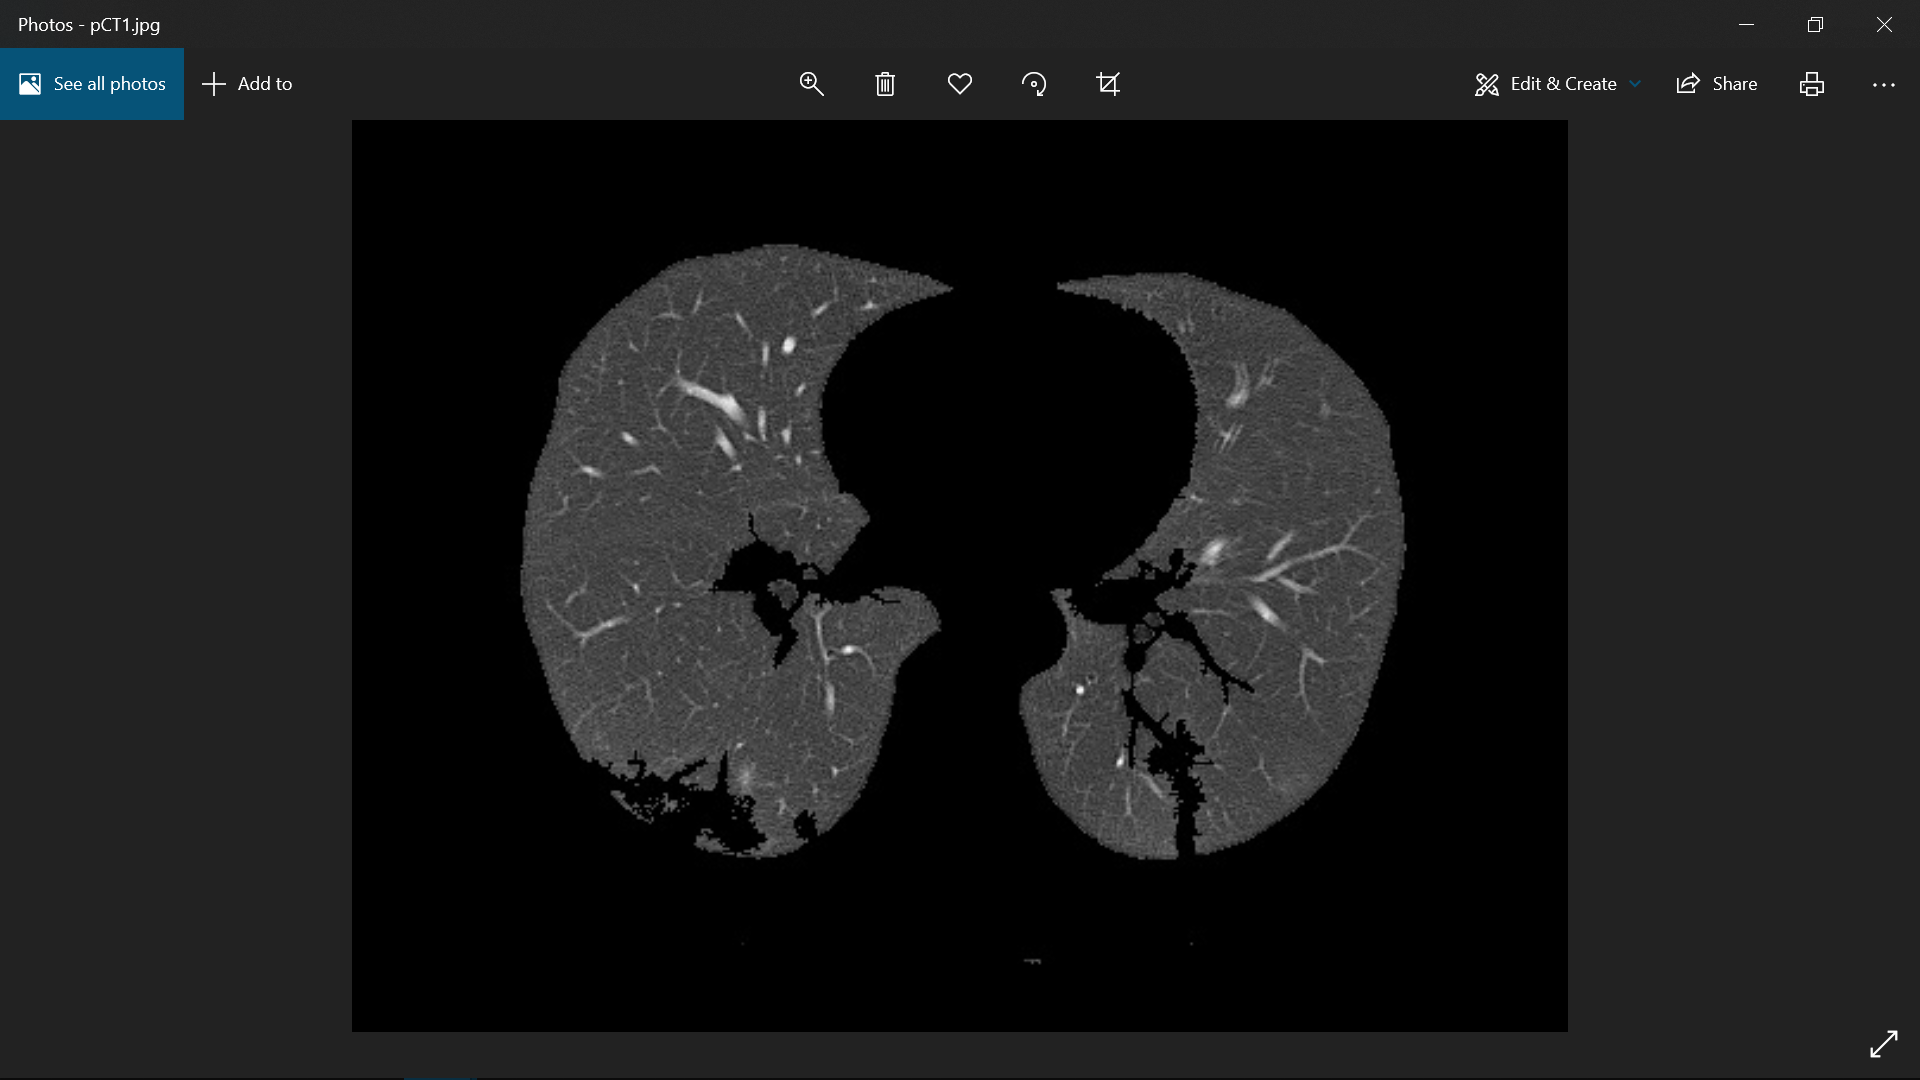 Photos - pCT1.jpg
See all photos
Add to
Edit & Create
Share